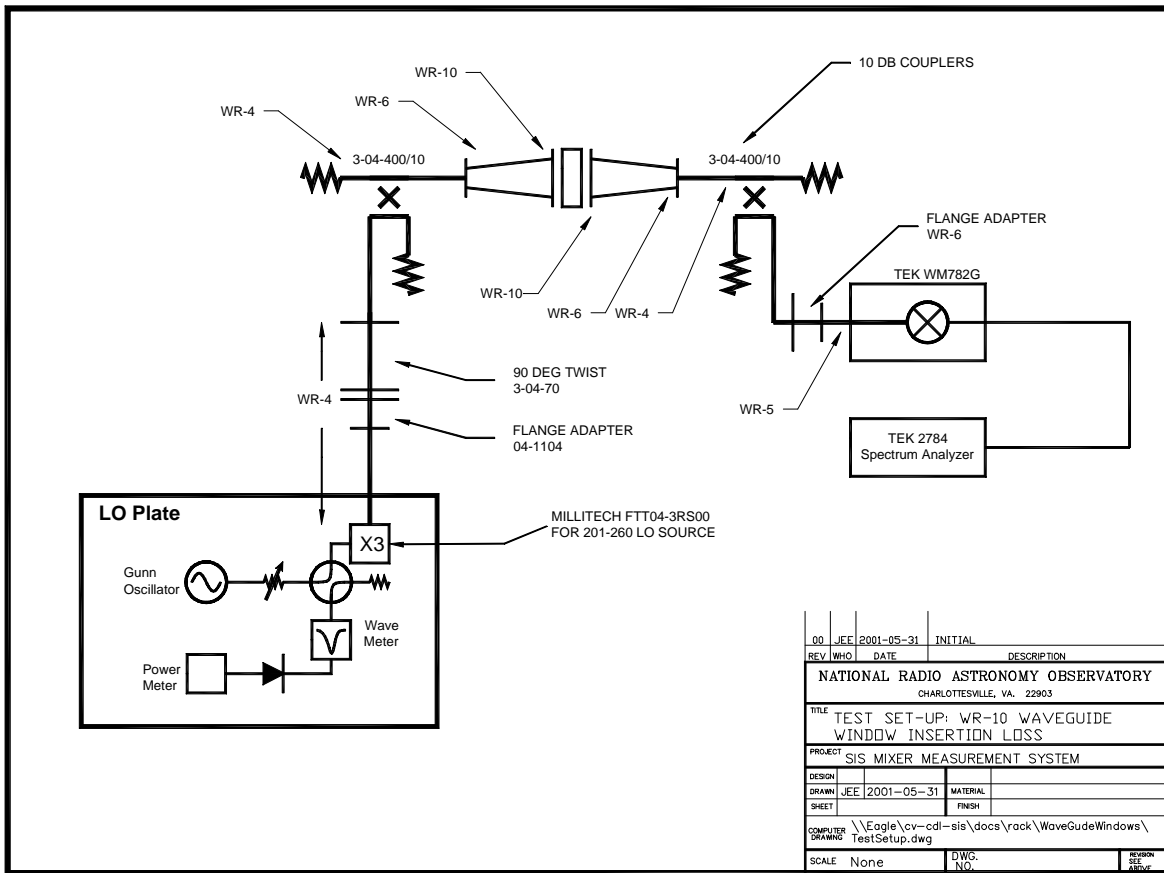 WR-10
10 DB COUPLERS
WR-6
WR-4
3-04-400/10
3-04-400/10
FLANGE ADAPTER
WR-6
TEK WM782G
WR-10
WR-6
WR-4
90 DEG TWIST
3-04-70
WR-4
WR-5
FLANGE ADAPTER
04-1104
TEK 2784
Spectrum Analyzer
LO Plate
MILLITECH FTT04-3RS00
FOR 201-260 LO SOURCE
X3
Gunn
Oscillator
Wave
Meter
Power
Meter
00 JEE 2001-05-31 INITIAL
REV WHO DATE DESCRIPTION
NATIONAL RADIO ASTRONOMY OBSERVATORY
CHARLOTTESVILLE, VA. 22903
TITLE TEST SET-UP: WR-10 WAVEGUIDE
WINDOW INSERTION LOSS
PROJECT SIS MIXER MEASUREMENT SYSTEM
DESIGN
DRAWN JEE 2001-05-31 MATERIAL
SHEET FINISH
COMPUTER DRAWING \\Eagle\cv-cdl-sis\docs\rack\WaveGudeWindows\
TestSetup.dwg
SCALE None DWG. NO. REVISION SEE ABOVE